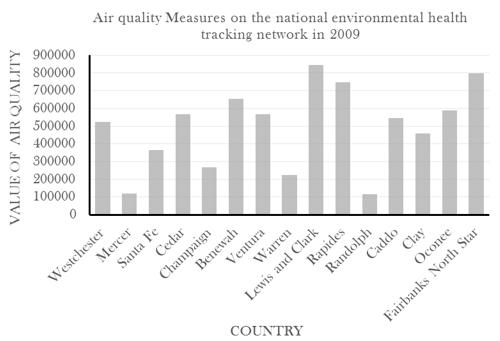 Air quality Measures on the national environmental health
tracking network in 2009
VALUE OF AIR QUALITY
900000
800000
700000
600000
500000
400000
300000
200000
100000
0
Westchester
Mercer
Santa Fe
Cedar
Champaign
Benewah
Ventura
Warren
Lewis and Clark
Rapides
Randolph
Caddo
Clay
Oconee
Fairbanks North Star
COUNTRY